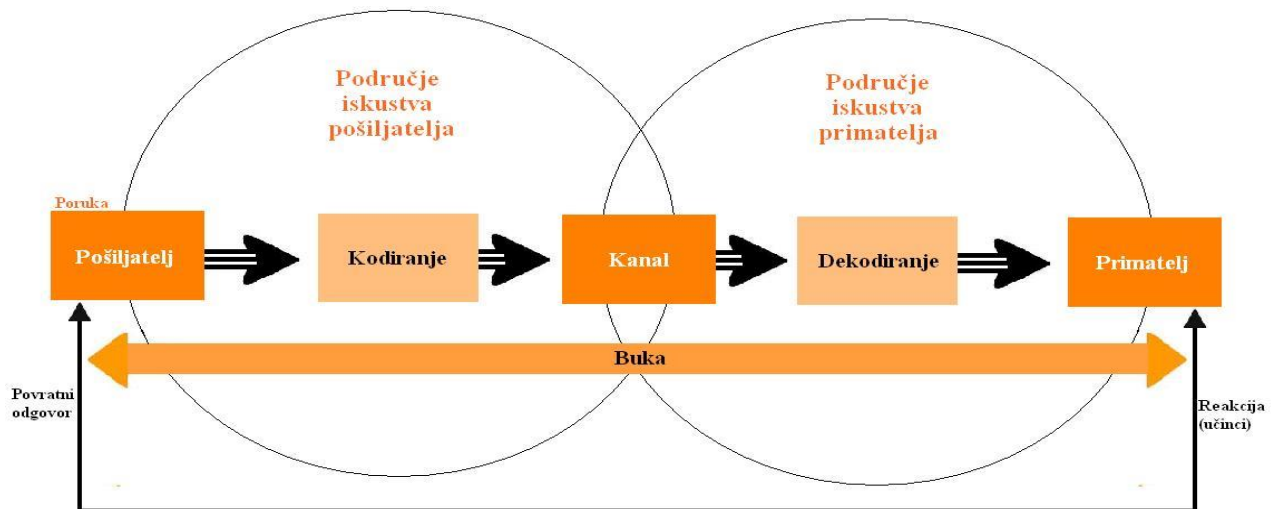 Područje
iskustva
pošiljatelja
Područje
iskustva
primatelja
Poruka
Pošiljatelj
Kodiranje
Kanal
Dekodiranje
Primatelj
Buka
Povratni
odgovor
Reakcija
(učinci)